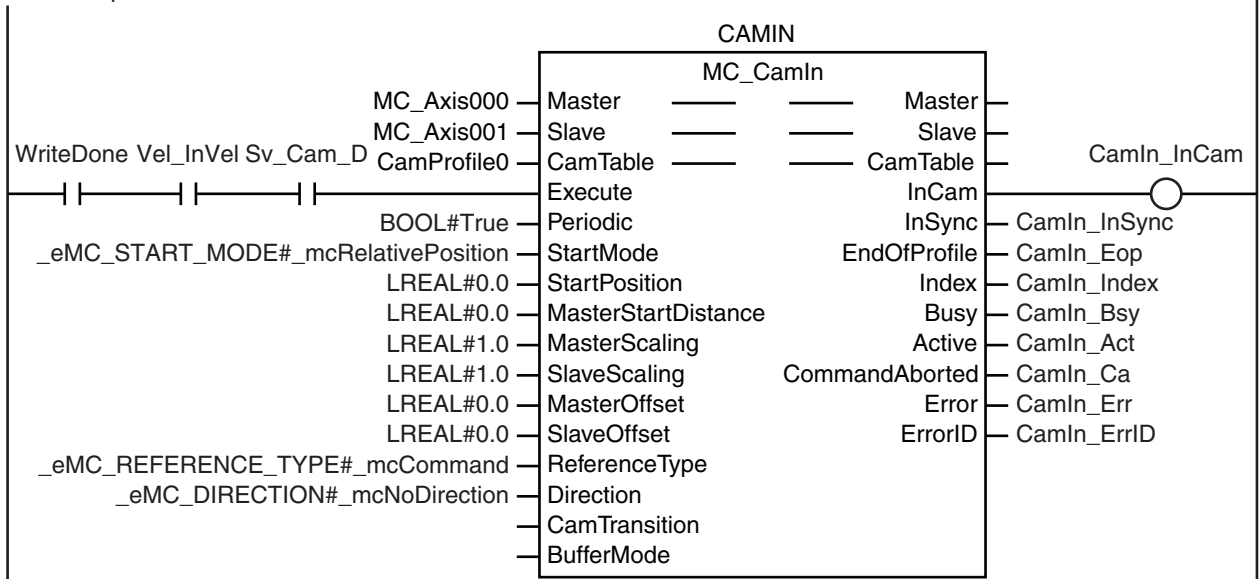 CAMIN
MC_CamIn
MC_Axis000 Master Master
MC_Axis001 Slave Slave
WriteDone Vel_InVel Sv_Cam_D CamProfile0 CamTable CamTable CamIn_InCam
Execute InCam
BOOL#True Periodic InSync CamIn_InSync
_eMC_START_MODE#_mcRelativePosition StartMode EndOfProfile CamIn_Eop
LREAL#0.0 StartPosition Index CamIn_Index
LREAL#0.0 MasterStartDistance Busy CamIn_Bsy
LREAL#1.0 MasterScaling Active CamIn_Act
LREAL#1.0 SlaveScaling CommandAborted CamIn_Ca
LREAL#0.0 MasterOffset Error CamIn_Err
LREAL#0.0 SlaveOffset ErrorID CamIn_ErrID
_eMC_REFERENCE_TYPE#_mcCommand ReferenceType
_eMC_DIRECTION#_mcNoDirection Direction
CamTransition
BufferMode